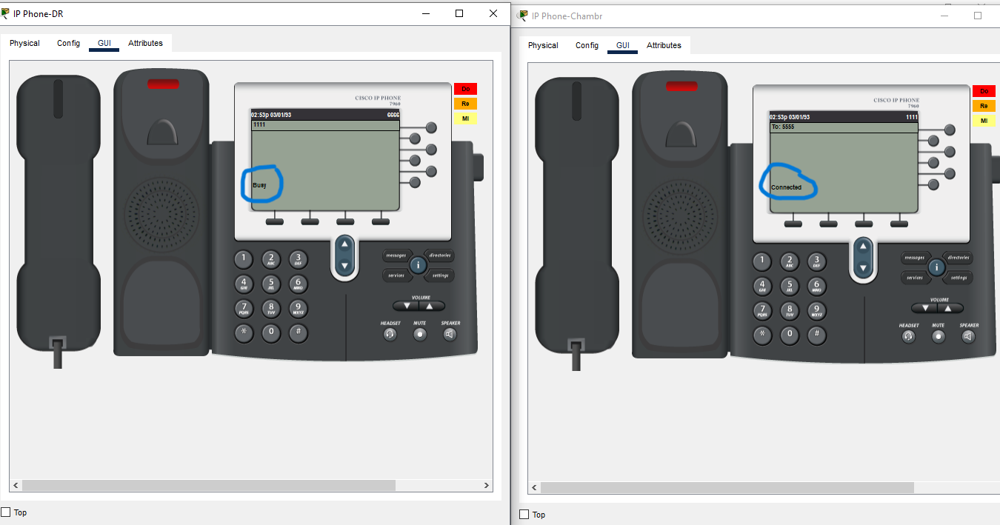 IP Phone-DR
Physical Config GUI Attributes
CISCO IP PHONE
7960
02:53p 03/01/93 6666
1111
Busy
Do
Re
MI
1 2 ABC 3 DEF
4 GHI 5 JKL 6 MNO
7 PQRS 8 TUV 9 WXYZ
* 0 #
messages directories
i
services settings
VOLUME
HEADSET MUTE SPEAKER
Top
IP Phone-Chambr
Physical Config GUI Attributes
CISCO IP PHONE
7960
02:53p 03/01/93 1111
To: 5555
Connected
Do
Re
MI
1 2 ABC 3 DEF
4 GHI 5 JKL 6 MNO
7 PQRS 8 TUV 9 WXYZ
* 0 #
messages directories
i
services settings
VOLUME
HEADSET MUTE SPEAKER
Top